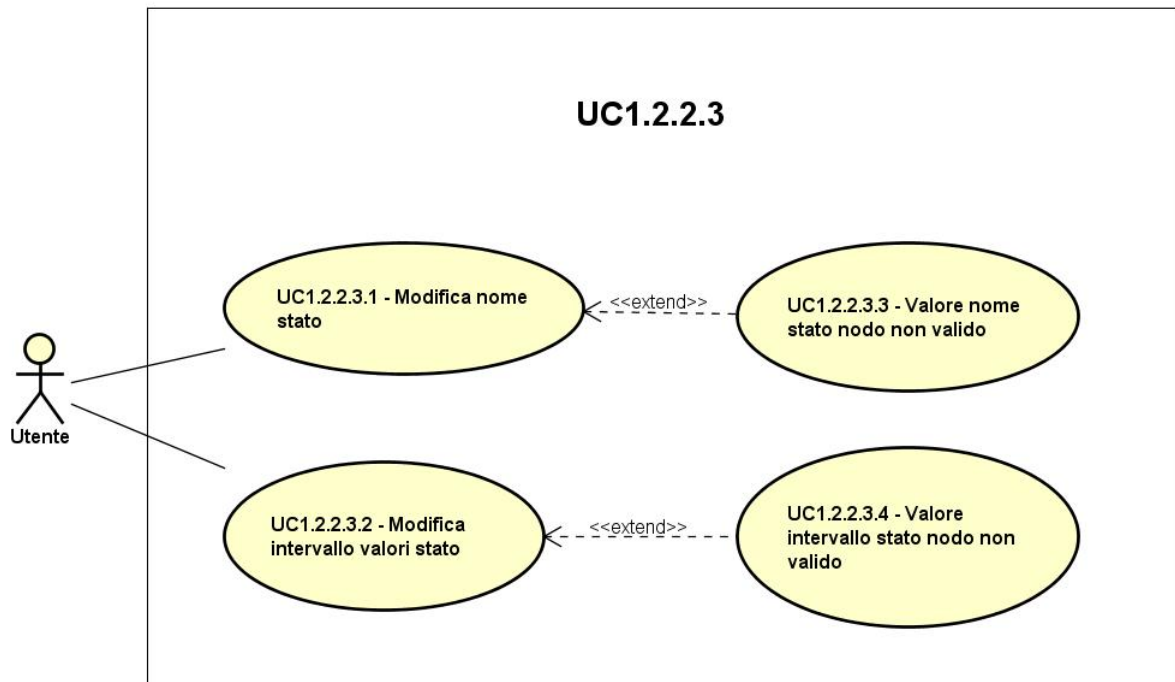 UC1.2.2.3
UC1.2.2.3.1 - Modifica nome
stato
<<extend>>
UC1.2.2.3.3 - Valore nome
stato nodo non valido
Utente
UC1.2.2.3.2 - Modifica
intervallo valori stato
<<extend>>
UC1.2.2.3.4 - Valore
intervallo stato nodo non
valido